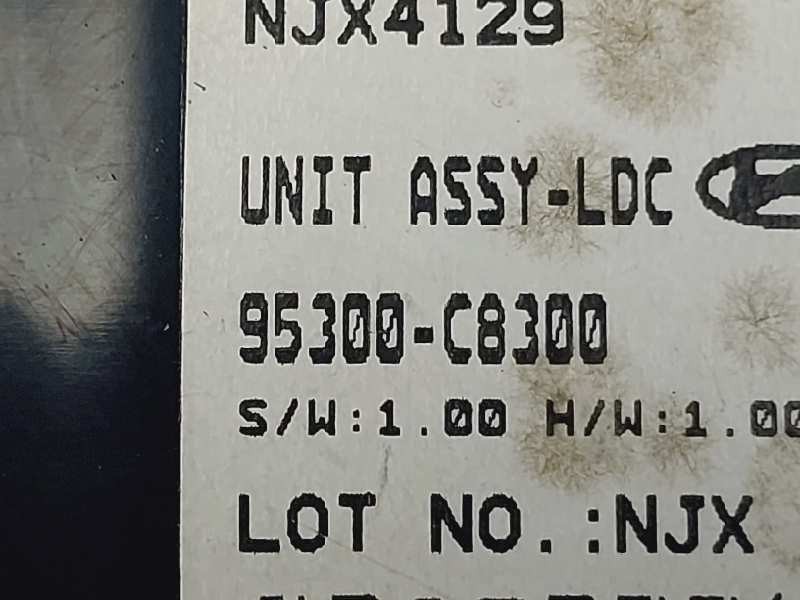 NJX4129
UNIT ASSY-LDC
95300-C8300
S/W:1.00 H/W:1.00
LOT NO.:NJX